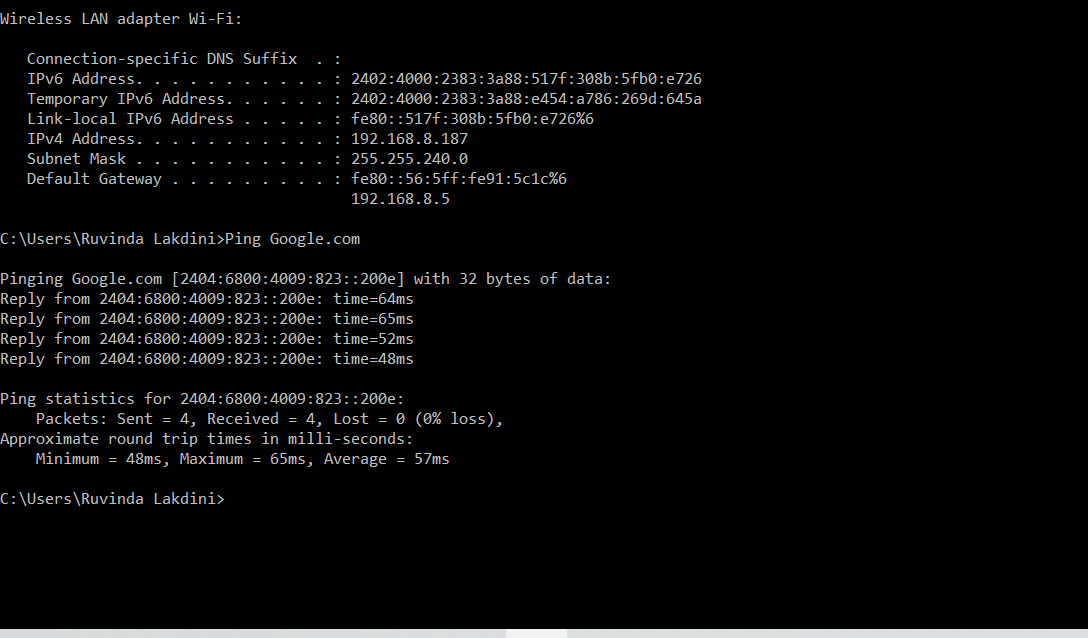 Wireless LAN adapter Wi-Fi:
Connection-specific DNS Suffix  . :
IPv6 Address. . . . . . . . . . . : 2402:4000:2383:3a88:517f:308b:5fb0:e726
Temporary IPv6 Address. . . . . . : 2402:4000:2383:3a88:e454:a786:269d:645a
Link-local IPv6 Address . . . . . : fe80::517f:308b:5fb0:e726%6
IPv4 Address. . . . . . . . . . . : 192.168.8.187
Subnet Mask . . . . . . . . . . . : 255.255.240.0
Default Gateway . . . . . . . . . : fe80::56:5ff:fe91:5c1c%6
192.168.8.5
C:\Users\Ruvinda Lakdini>Ping Google.com
Pinging Google.com [2404:6800:4009:823::200e] with 32 bytes of data:
Reply from 2404:6800:4009:823::200e: time=64ms
Reply from 2404:6800:4009:823::200e: time=65ms
Reply from 2404:6800:4009:823::200e: time=52ms
Reply from 2404:6800:4009:823::200e: time=48ms
Ping statistics for 2404:6800:4009:823::200e:
Packets: Sent = 4, Received = 4, Lost = 0 (0% loss),
Approximate round trip times in milli-seconds:
Minimum = 48ms, Maximum = 65ms, Average = 57ms
C:\Users\Ruvinda Lakdini>